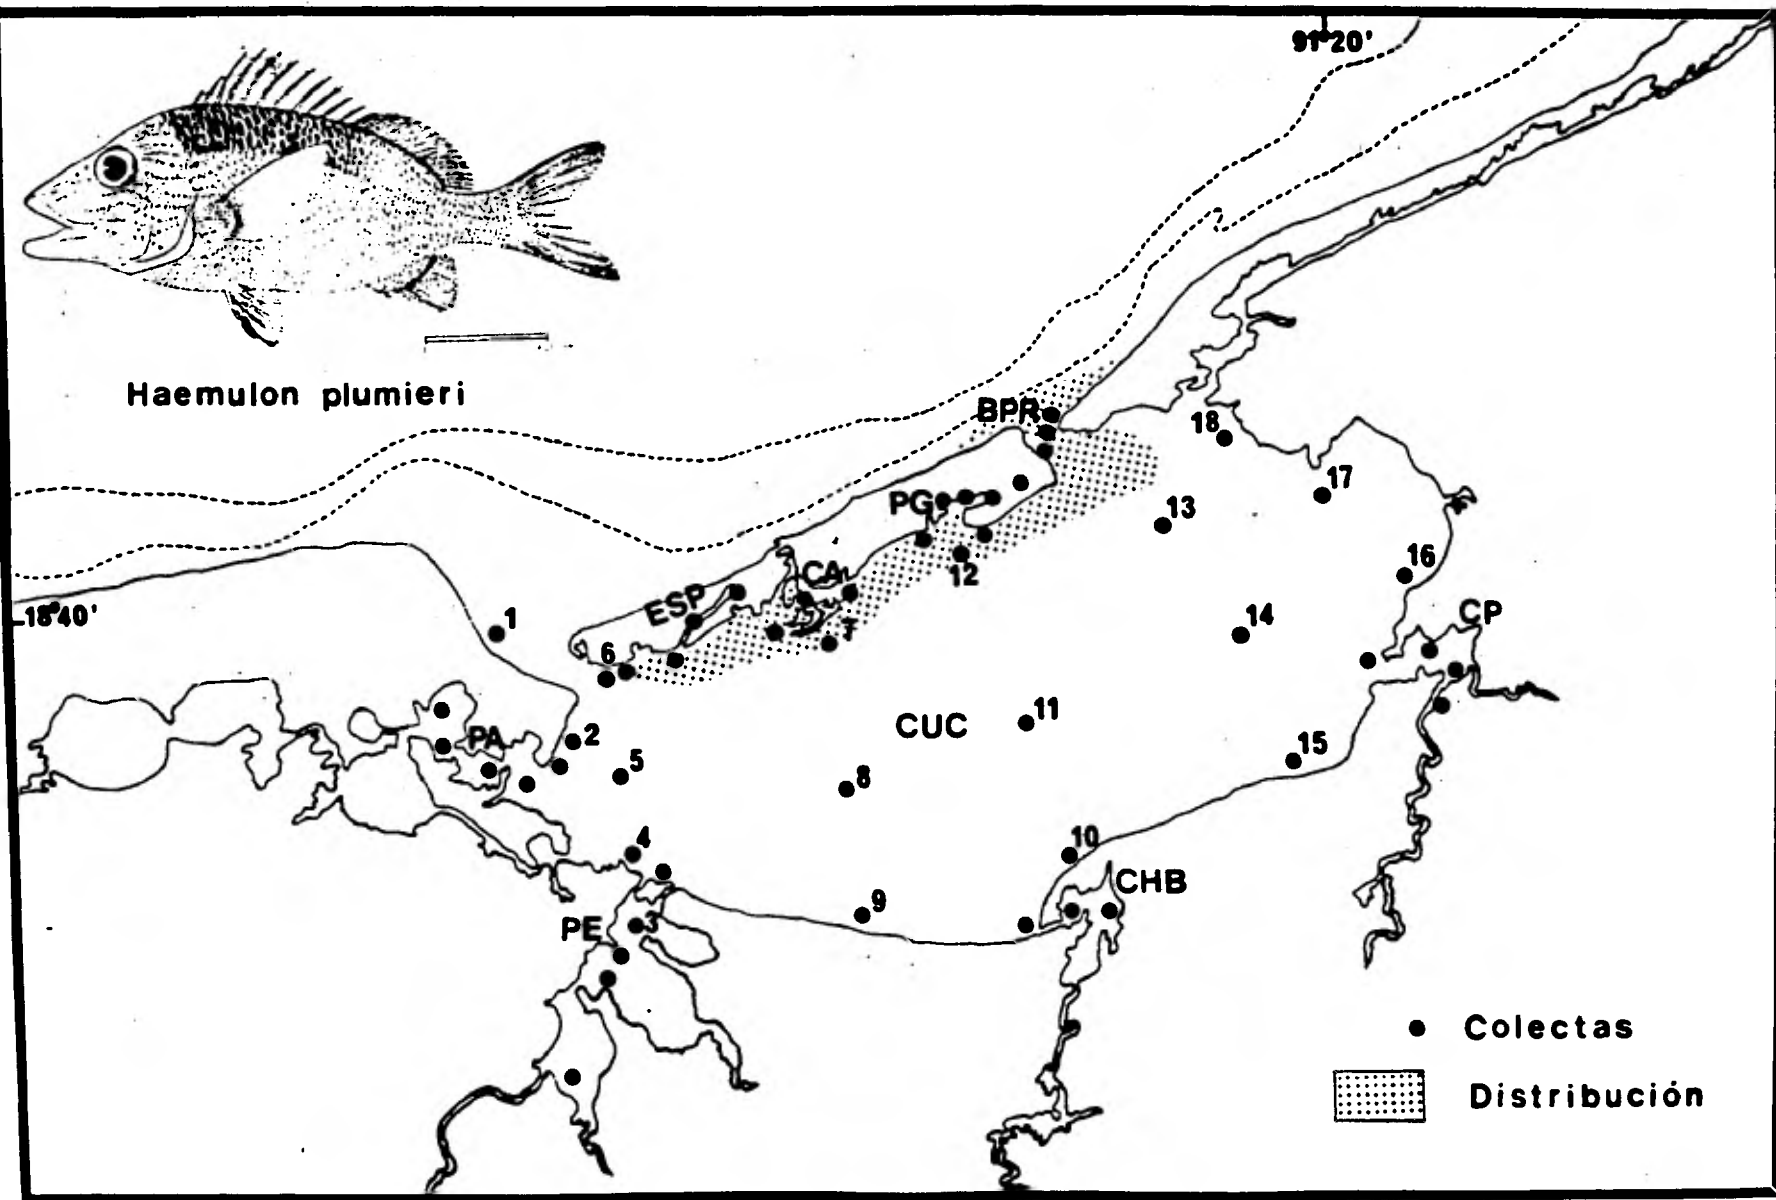 91°20'
Haemulon plumieri
BPR
18
17
PG
13
12
16
CA
ESP
18°40'
1
CP
14
7
6
11
CUC
2
PA
5
15
8
4
10
CHB
9
3
PE
Colectas
Distribución